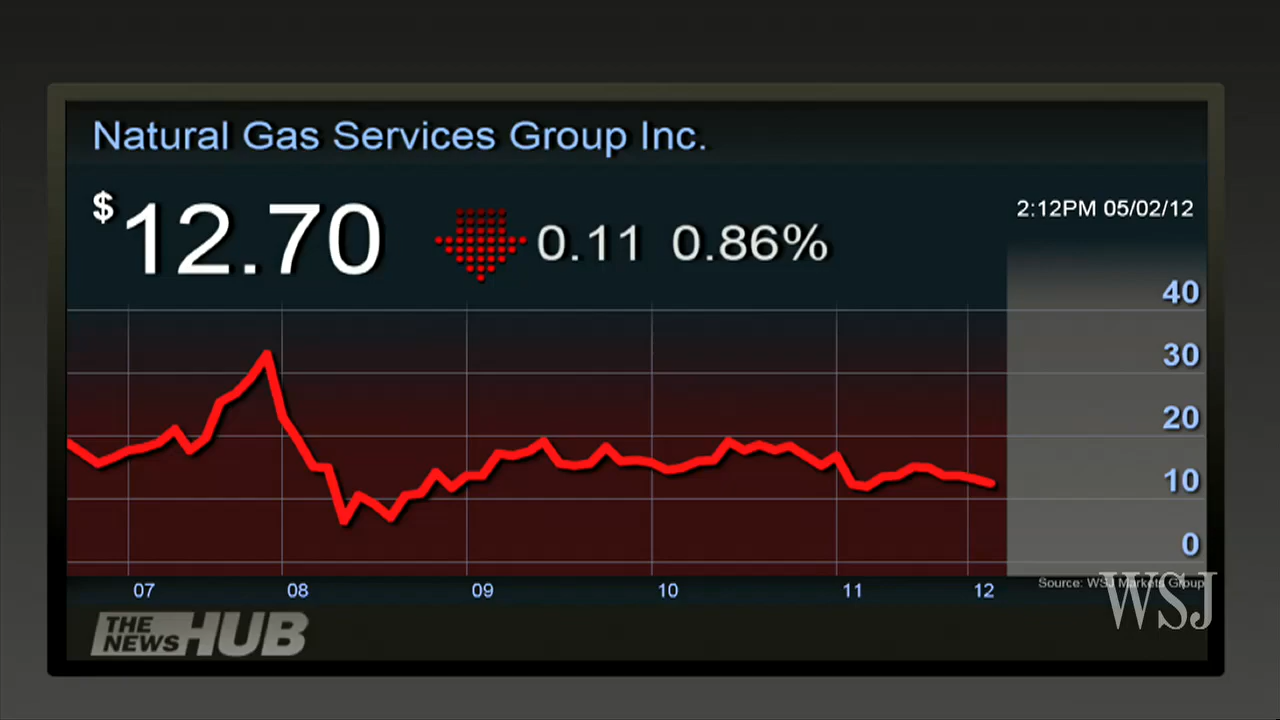 Natural Gas Services Group Inc.
$12.70 0.11 0.86%
2:12PM 05/02/12
40
30
20
10
0
07 08 09 10 11 12
Source: WSJ Markets Group
WSJ
THE NEWS HUB